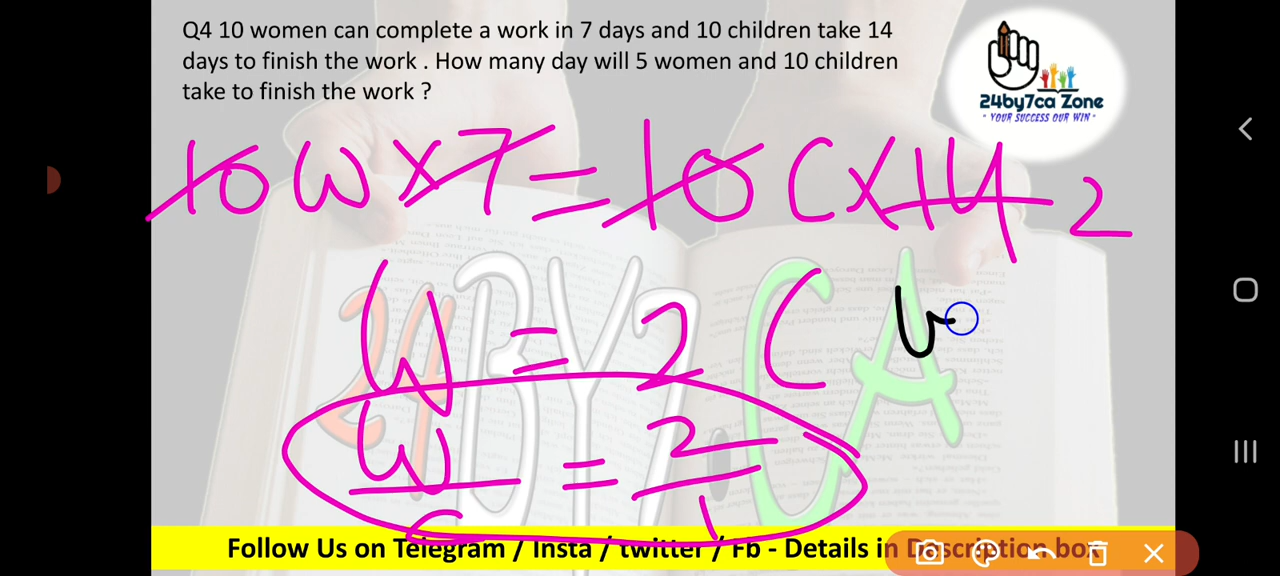 Q4 10 women can complete a work in 7 days and 10 children take 14
days to finish the work . How many day will 5 women and 10 children
take to finish the work ?
24by7ca Zone
" YOUR SUCCESS OUR WIN "
10 W x 7 = 10 C x 14 2
W = 2 C
W = 2
C 1
24BY7.CA
Follow Us on Telegram / Insta / twitter / Fb - Details in Description box